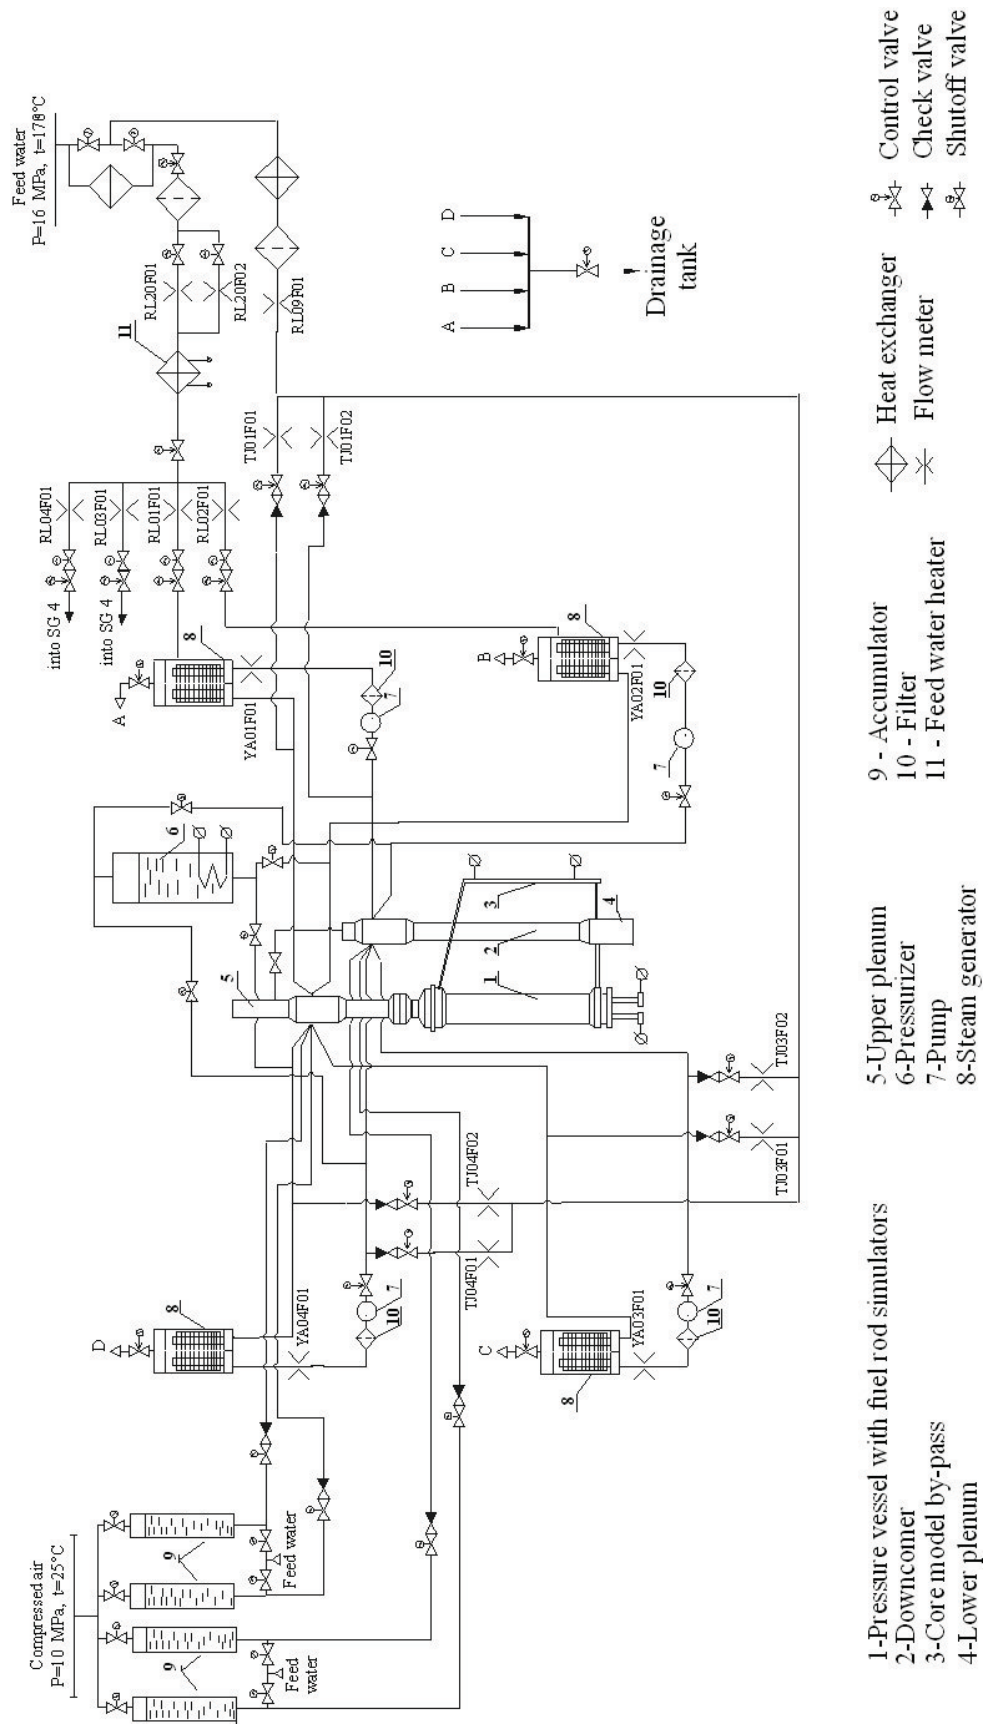 Compressed air
P=10 MPa, t=25°C
Feed water
P=16 MPa, t=176°C
9
9
Feed
water
Feed water
D
8
YA04F01
10
7
TJ04F01
TJ04F02
C
8
YA03F01
10
7
TJ03F01
TJ03F02
5
6
1
2
3
4
A
8
YA01F01
10
7
B
8
YA02F01
10
7
into SG 4
into SG 4
RL04F01
RL03F01
RL01F01
RL02F01
11
RL20F01
RL20F02
RL09F01
TJ01F01
TJ01F02
A
B
C
D
Drainage
tank
1-Pressure vessel with fuel rod simulators
2-Downcomer
3-Core model by-pass
4-Lower plenum
5-Upper plenum
6-Pressurizer
7-Pump
8-Steam generator
9 - Accumulator
10 - Filter
11 - Feed water heater
Heat exchanger
Flow meter
Control valve
Check valve
Shutoff valve